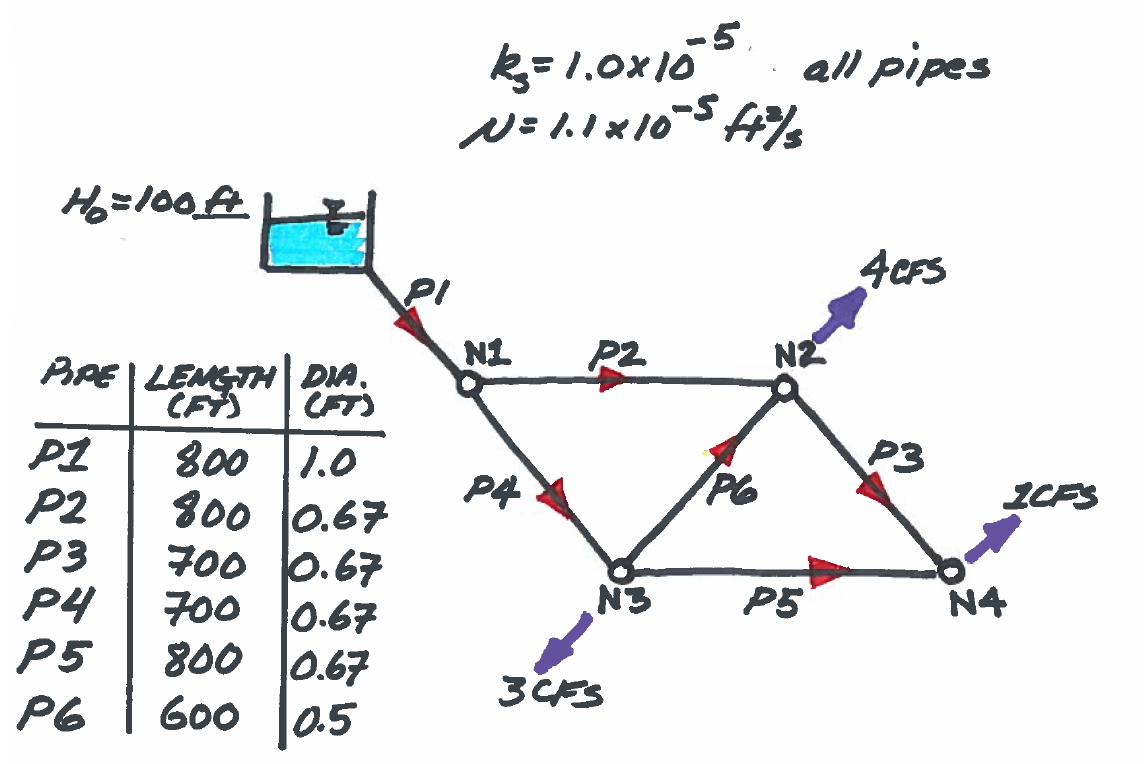 kₛ = 1.0x10⁻⁵ all pipes
ν = 1.1x10⁻⁵ ft²/s
H₀=100 ft
P1
4CFS
N1
P2
N2
P4
P6
P3
1CFS
N3
P5
N4
3CFS
PIPE LENGTH (FT) DIA. (FT)
P1 800 1.0
P2 800 0.67
P3 700 0.67
P4 700 0.67
P5 800 0.67
P6 600 0.5